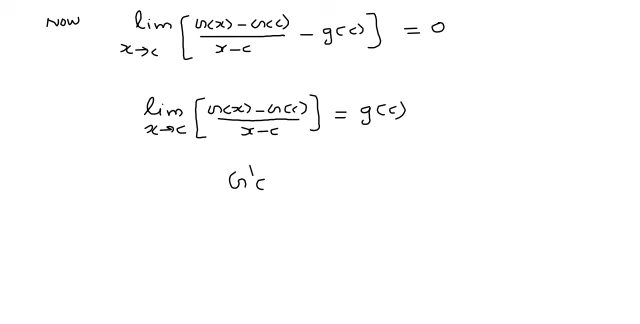 Now lim x→c [ (G(x) - G(c)) / (x-c) - g(c) ] = 0
lim x→c [ (G(x) - G(c)) / (x-c) ] = g(c)
G'c